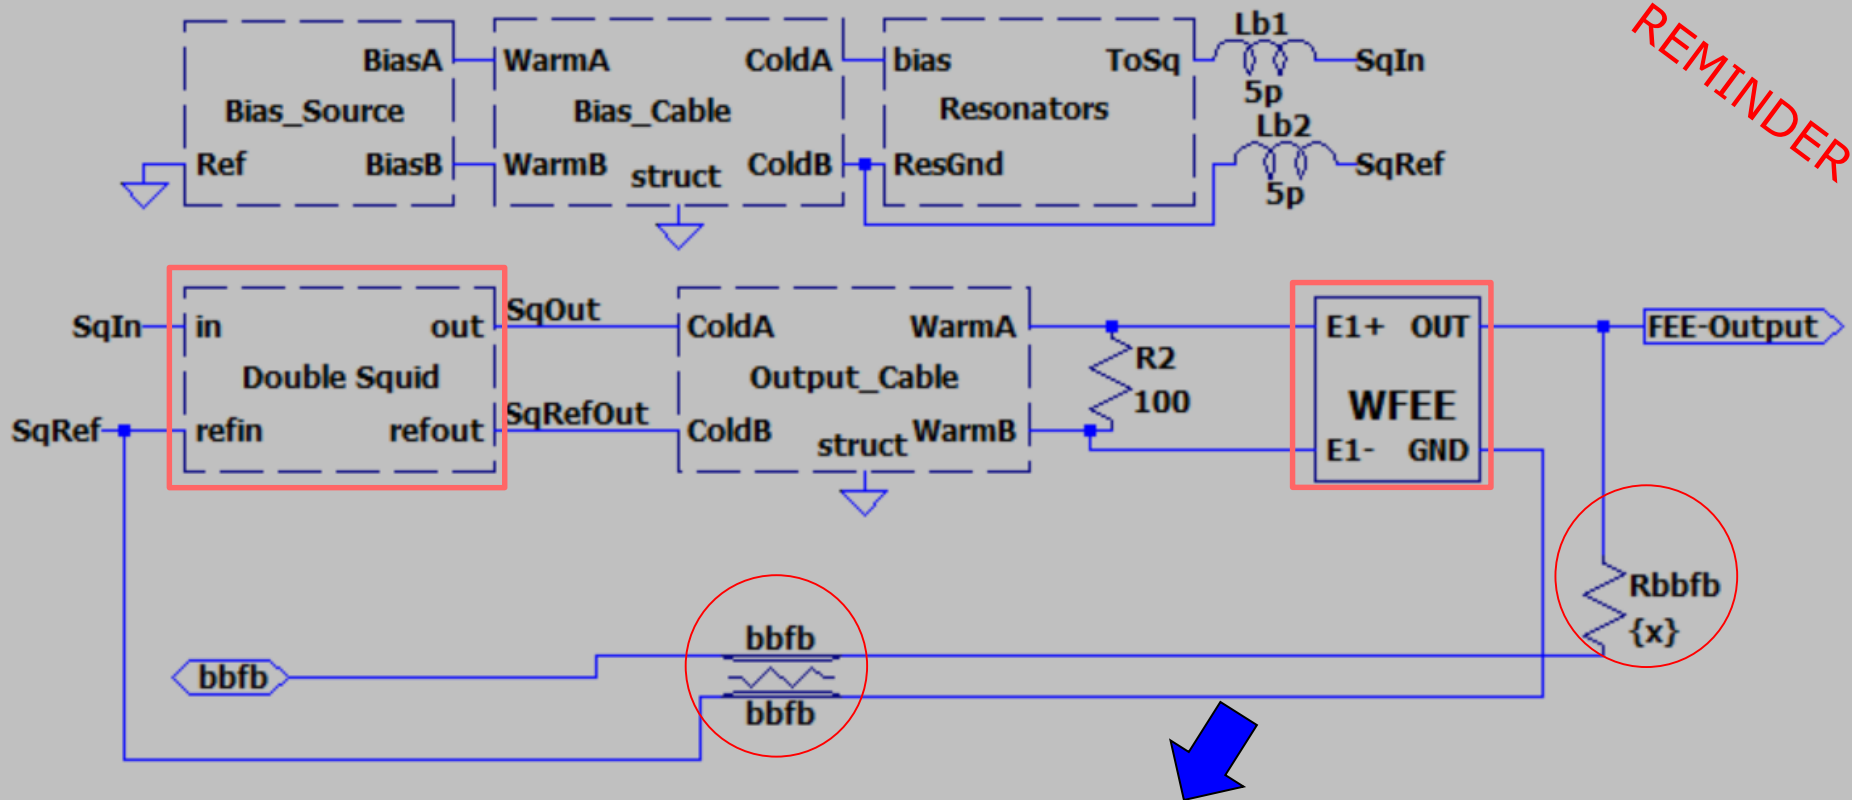 REMINDER
Lb1
BiasA WarmA ColdA bias ToSq SqIn
5p
Bias_Source Bias_Cable Resonators
Lb2
Ref BiasB WarmB struct ColdB ResGnd SqRef
5p
SqOut
SqIn in out ColdA WarmA E1+ OUT FEE-Output
R2
Double Squid Output_Cable
100 WFEE
SqRefOut
SqRef refin refout ColdB struct WarmB E1- GND
Rbbfb
{x}
bbfb
bbfb
bbfb